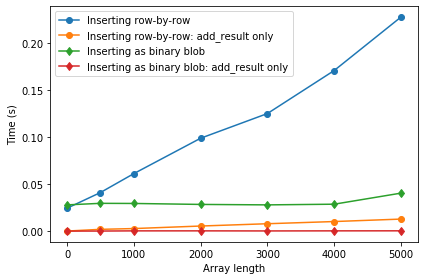 Inserting row-by-row
Inserting row-by-row: add_result only
Inserting as binary blob
Inserting as binary blob: add_result only
Time (s)
0.20
0.15
0.10
0.05
0.00
0 1000 2000 3000 4000 5000
Array length